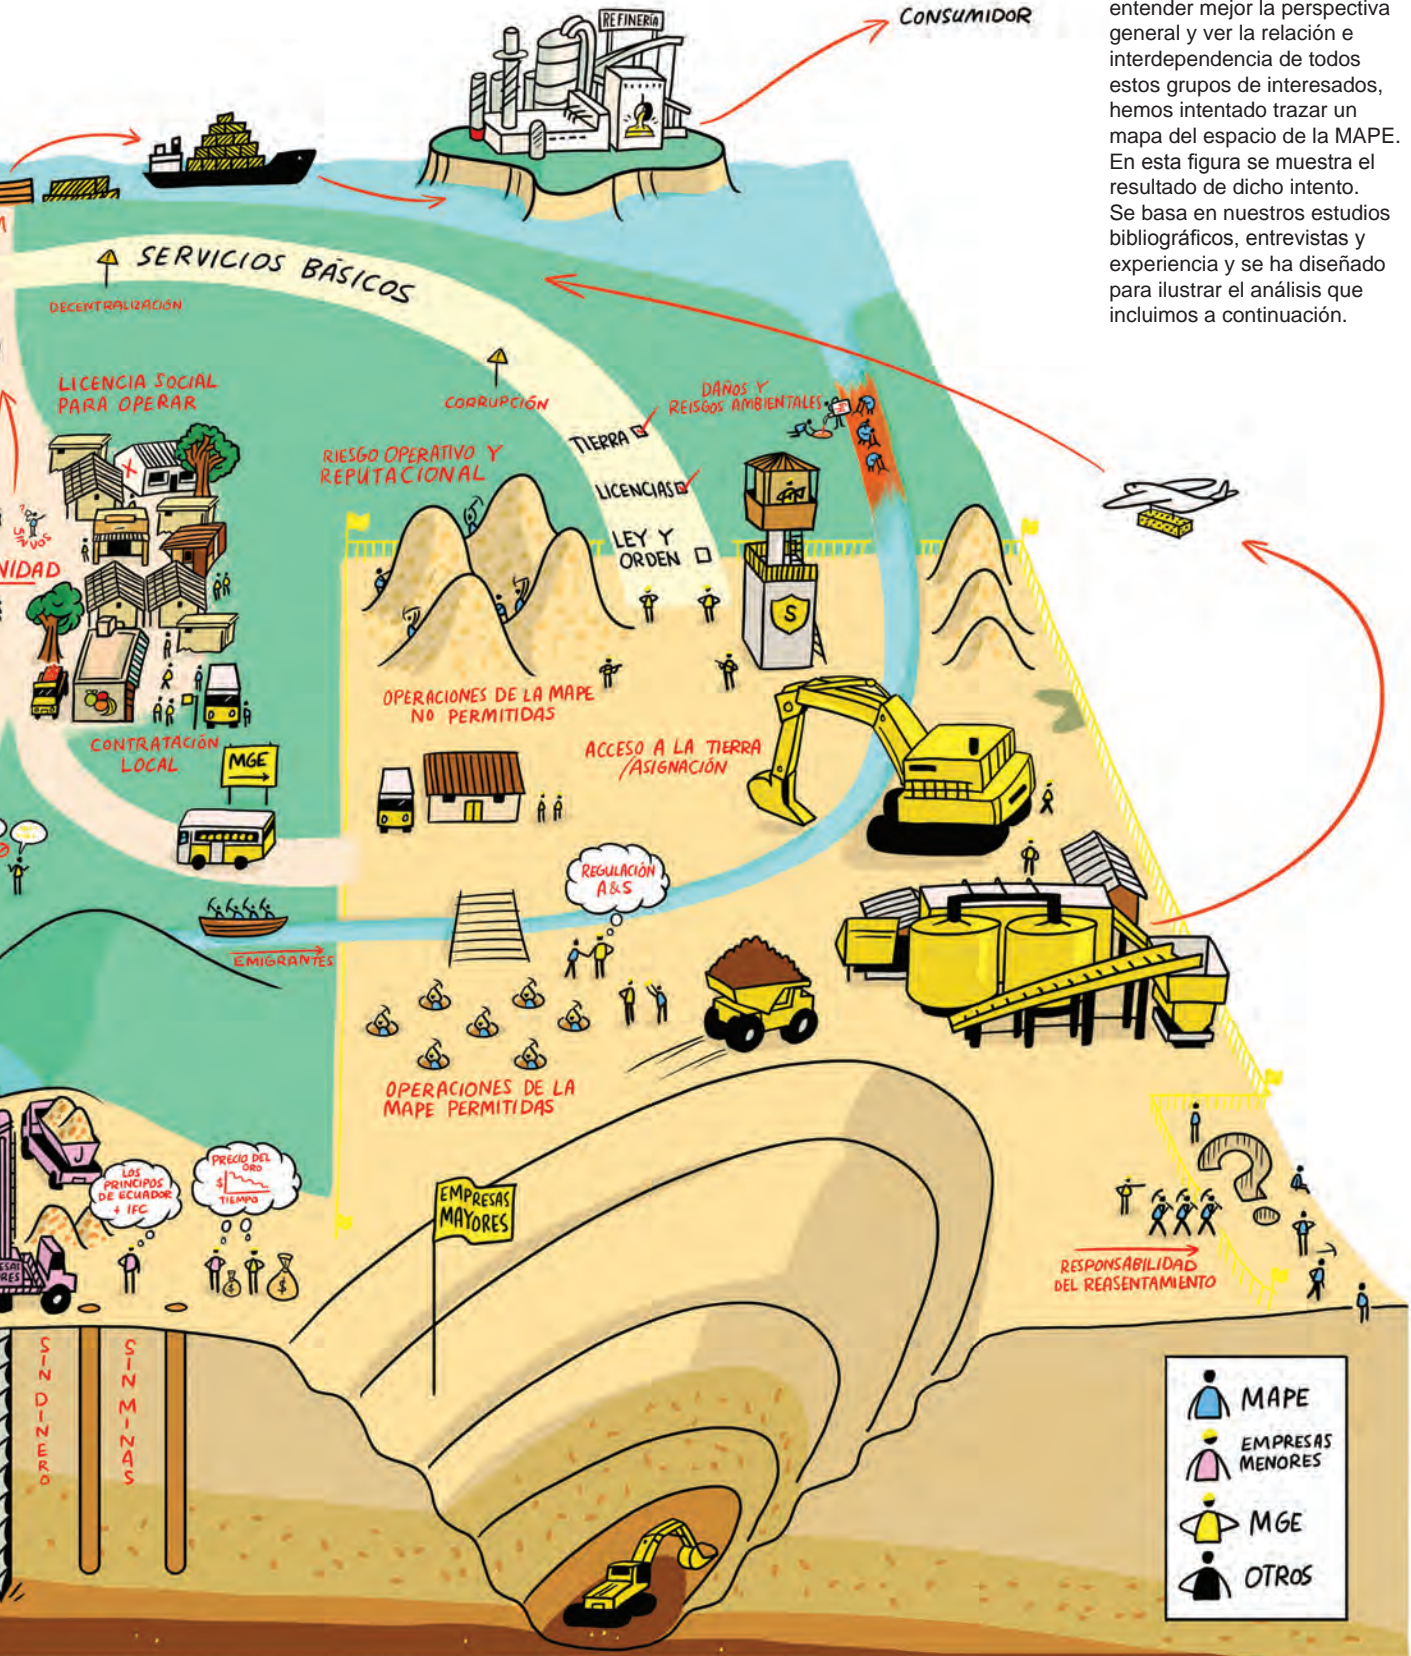 entender mejor la perspectiva
general y ver la relación e
interdependencia de todos
estos grupos de interesados,
hemos intentado trazar un
mapa del espacio de la MAPE.
En esta figura se muestra el
resultado de dicho intento.
Se basa en nuestros estudios
bibliográficos, entrevistas y
experiencia y se ha diseñado
para ilustrar el análisis que
incluimos a continuación.
REFINERÍA
CONSUMIDOR
SERVICIOS BÁSICOS
DECENTRALIZACIÓN
CORRUPCIÓN
LICENCIA SOCIAL
PARA OPERAR
DAÑOS Y
REISGOS AMBIENTALES
TIERRA
LICENCIAS
LEY Y
ORDEN
RIESGO OPERATIVO Y
REPUTACIONAL
X
?
NIDAD
S
OPERACIONES DE LA MAPE
NO PERMITIDAS
ACCESO A LA TIERRA
/ASIGNACIÓN
CONTRATACIÓN
LOCAL
MGE
REGULACIÓN
A&S
EMIGRANTES
OPERACIONES DE LA
MAPE PERMITIDAS
J
LOS
PRINCIPOS
DE ECUADOR
+ IFC
PRECIO DEL
ORO
$
TIEMPO
$
$
EMPRESAS
MAYORES
RESPONSABILIDAD
DEL REASENTAMIENTO
SIN DINERO
SIN MINAS
MAPE
EMPRESAS
MENORES
MGE
OTROS